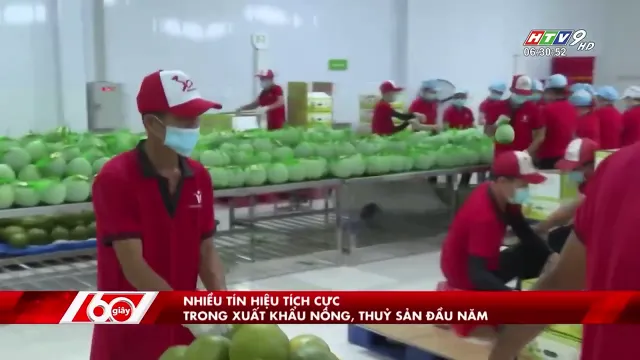 HTV9 HD
06:30:52
60 giây
NHIỀU TÍN HIỆU TÍCH CỰC
TRONG XUẤT KHẨU NÔNG, THUỶ SẢN ĐẦU NĂM